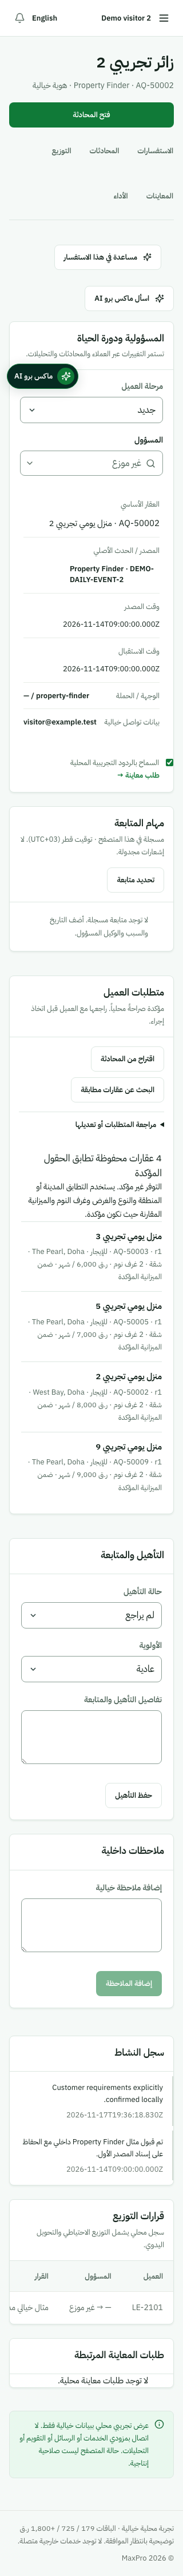 Demo visitor 2
English
زائر تجريبي 2
Property Finder · AQ-50002 · هوية خيالية
فتح المحادثة
الاستفسارات
المحادثات
التوزيع
المعاينات
الأداء
مساعدة في هذا الاستفسار
اسأل ماكس برو AI
المسؤولية ودورة الحياة
تستمر التغييرات عبر العملاء والمحادثات والتحليلات.
ماكس برو AI
مرحلة العميل
جديد
المسؤول
غير موزع
العقار الأساسي
AQ-50002 · منزل يومي تجريبي 2
المصدر / الحدث الأصلي
Property Finder · DEMO-
DAILY-EVENT-2
وقت المصدر
2026-11-14T09:00:00.000Z
وقت الاستقبال
2026-11-14T09:00:00.000Z
الوجهة / الحملة
property-finder / —
بيانات تواصل خيالية
visitor@example.test
السماح بالردود التجريبية المحلية
طلب معاينة →
مهام المتابعة
مسجلة في هذا المتصفح · توقيت قطر (UTC+03). لا
إشعارات مجدولة.
تحديد متابعة
لا توجد متابعة مسجلة. أضف التاريخ
والسبب والوكيل المسؤول.
متطلبات العميل
مؤكدة صراحةً محلياً. راجعها مع العميل قبل اتخاذ
إجراء.
اقتراح من المحادثة
البحث عن عقارات مطابقة
مراجعة المتطلبات أو تعديلها
4 عقارات محفوظة تطابق الحقول
المؤكدة
التوفر غير مؤكد. يستخدم التطابق المدينة أو
المنطقة والنوع والغرض وغرف النوم والميزانية
المقارنة حيث تكون مؤكدة.
منزل يومي تجريبي 3
The Pearl, Doha · للإيجار · AQ-50003 · r1 ·
شقة · 2 غرف نوم · ر.ق 6,000 / شهر · ضمن
الميزانية المؤكدة
منزل يومي تجريبي 5
The Pearl, Doha · للإيجار · AQ-50005 · r1 ·
شقة · 2 غرف نوم · ر.ق 7,000 / شهر · ضمن
الميزانية المؤكدة
منزل يومي تجريبي 2
West Bay, Doha · للإيجار · AQ-50002 · r1 ·
شقة · 2 غرف نوم · ر.ق 8,000 / شهر · ضمن
الميزانية المؤكدة
منزل يومي تجريبي 9
The Pearl, Doha · للإيجار · AQ-50009 · r1 ·
شقة · 2 غرف نوم · ر.ق 9,000 / شهر · ضمن
الميزانية المؤكدة
التأهيل والمتابعة
حالة التأهيل
لم يراجع
الأولوية
عادية
تفاصيل التأهيل والمتابعة
حفظ التأهيل
ملاحظات داخلية
إضافة ملاحظة خيالية
إضافة الملاحظة
سجل النشاط
Customer requirements explicitly
confirmed locally.
2026-11-17T19:36:18.830Z
تم قبول مثال Property Finder داخلي مع الحفاظ
على إسناد المصدر الأول.
2026-11-14T09:00:00.000Z
قرارات التوزيع
سجل محلي يشمل التوزيع الاحتياطي والتحويل
اليدوي.
العميل
المسؤول
القرار
LE-2101
— → غير موزع
مثال خيالي
طلبات المعاينة المرتبطة
لا توجد طلبات معاينة محلية.
عرض تجريبي محلي ببيانات خيالية فقط. لا
اتصال بمزودي الخدمات أو الرسائل أو التقويم أو
التحليلات. حالة المتصفح ليست صلاحية
إنتاجية.
تجربة محلية خيالية · الباقات 179 / 725 / +1,800 ر.ق
توضيحية بانتظار الموافقة. لا توجد خدمات خارجية متصلة.
© 2026 MaxPro